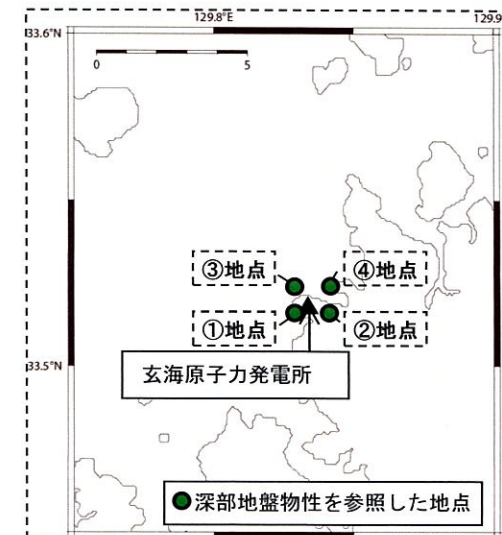 129.8°E
129.9
33.6°N
0
5
③地点
④地点
①地点
②地点
33.5°N
玄海原子力発電所
●深部地盤物性を参照した地点